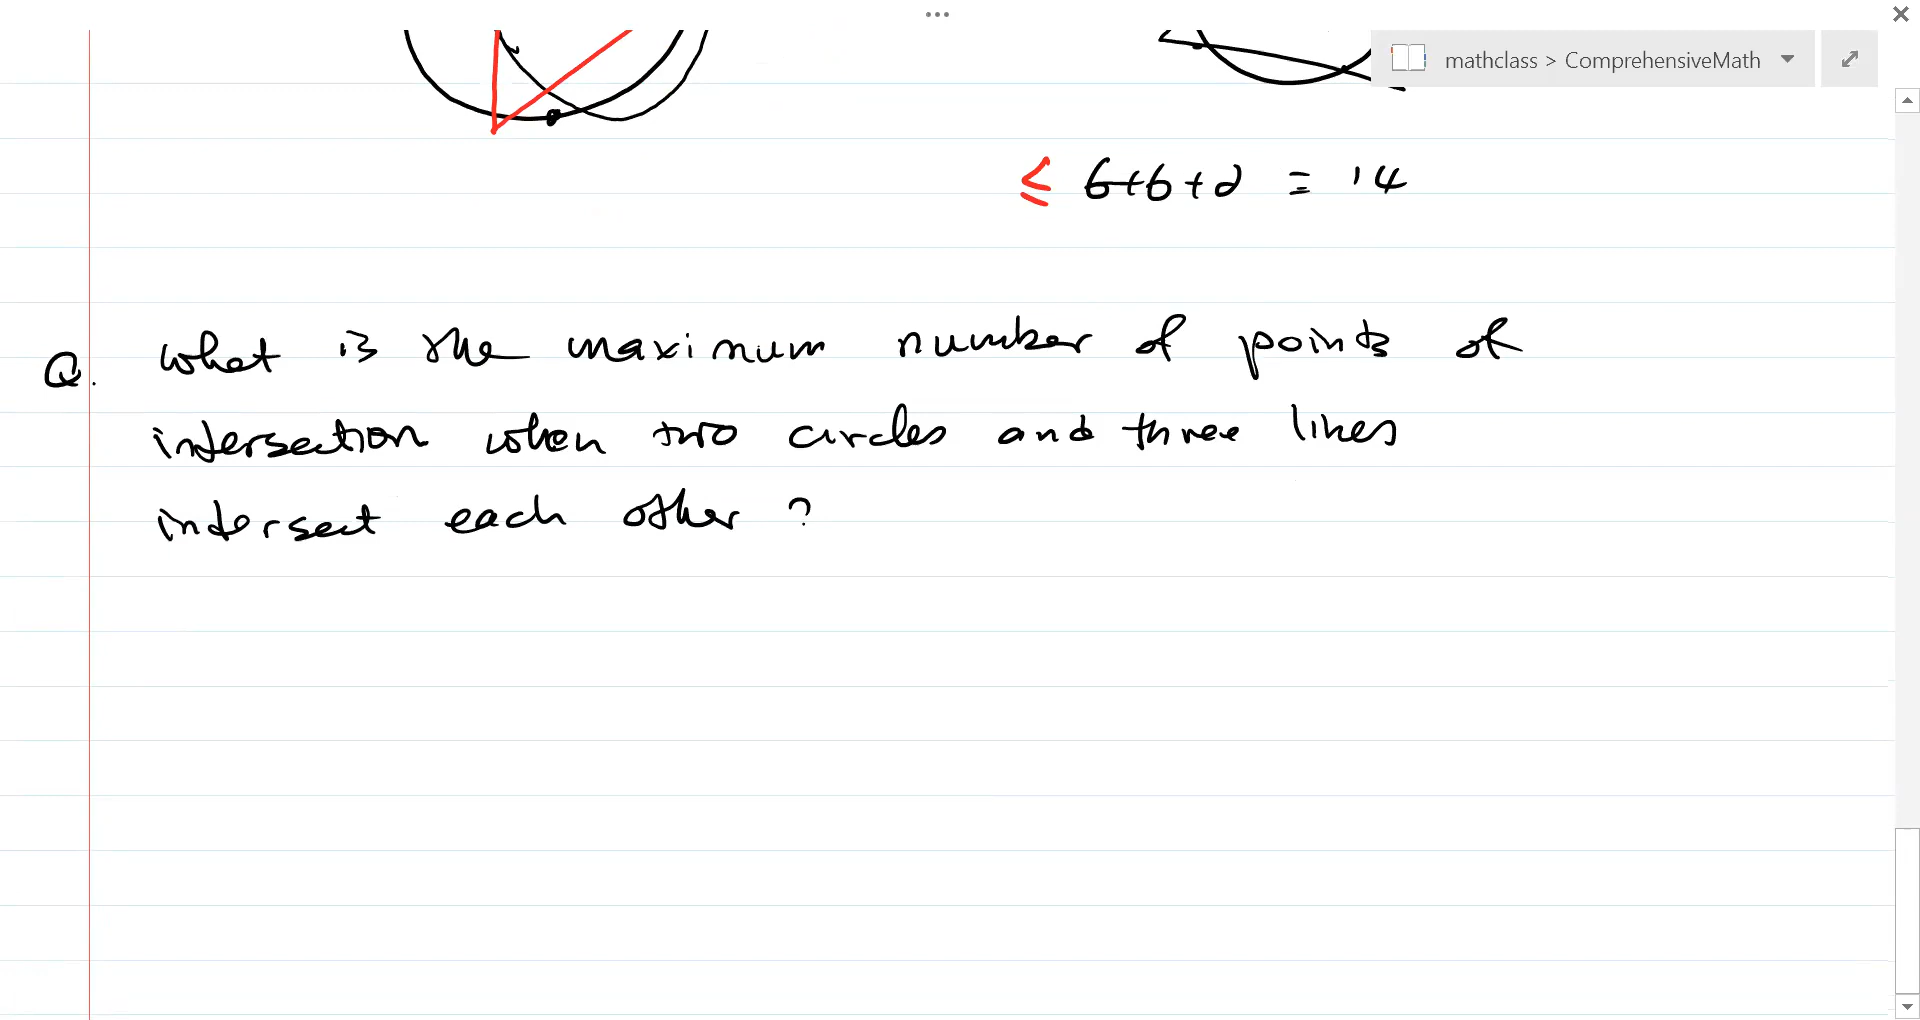 ...
mathclass > ComprehensiveMath
≤ 6+6+2 = 14
Q. what is the maximum number of points of
intersection when two circles and three lines
intersect each other ?